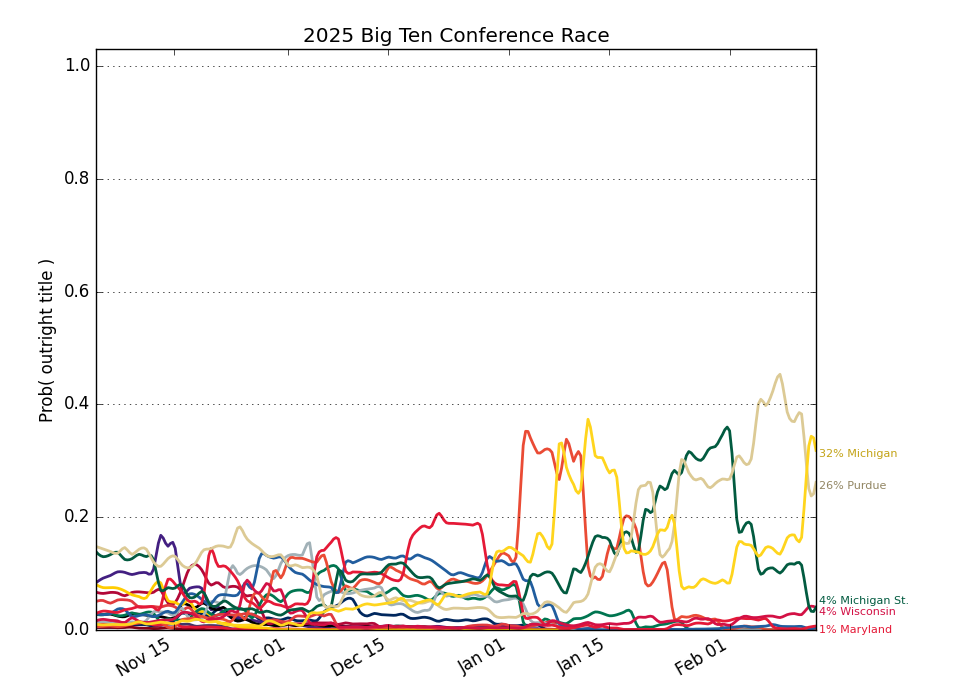 2025 Big Ten Conference Race
Prob( outright title )
1.0
0.8
0.6
0.4
0.2
0.0
32% Michigan
26% Purdue
4% Michigan St.
4% Wisconsin
1% Maryland
Nov 15
Dec 01
Dec 15
Jan 01
Jan 15
Feb 01